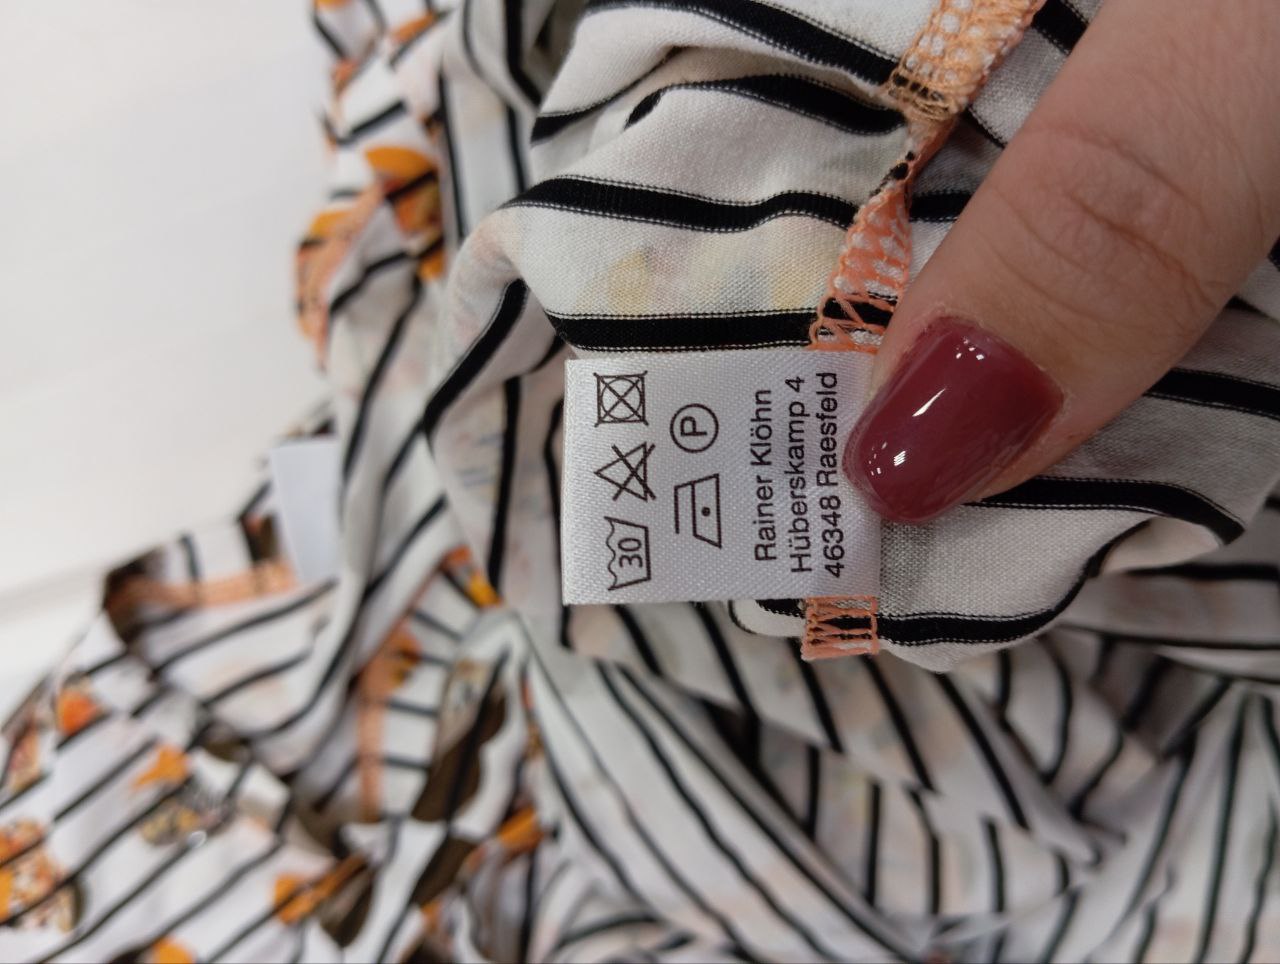 30
P
Rainer Klöhn
Hüberskamp 4
46348 Raesfeld